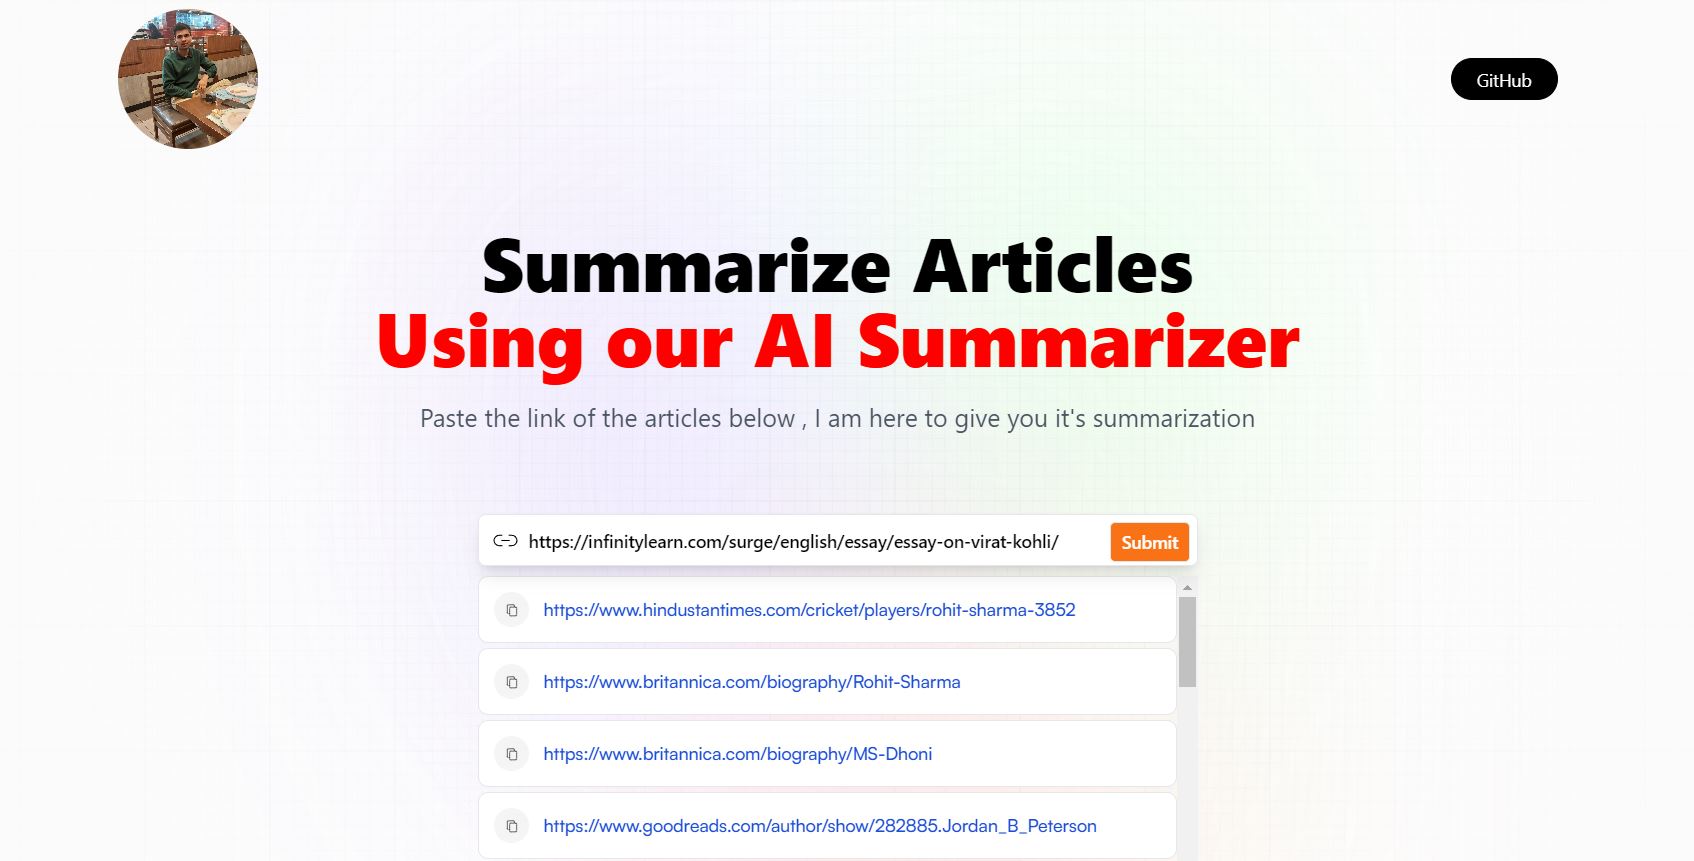 GitHub
Summarize Articles
Using our AI Summarizer
Paste the link of the articles below , I am here to give you it's summarization
https://infinitylearn.com/surge/english/essay/essay-on-virat-kohli/
Submit
https://www.hindustantimes.com/cricket/players/rohit-sharma-3852
https://www.britannica.com/biography/Rohit-Sharma
https://www.britannica.com/biography/MS-Dhoni
https://www.goodreads.com/author/show/282885.Jordan_B_Peterson